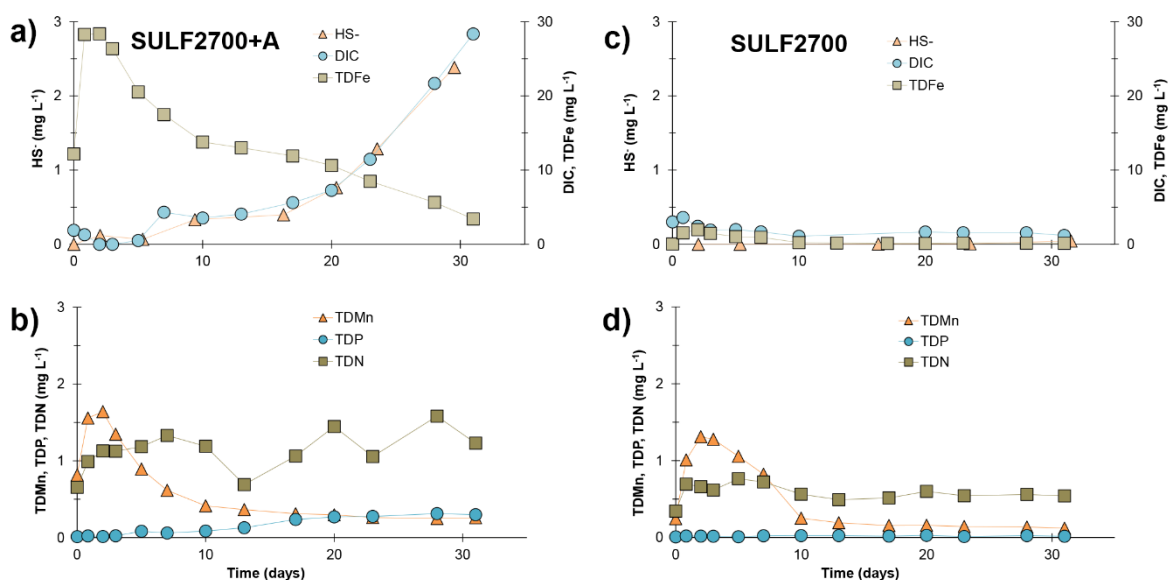 a)
SULF2700+A
HS-
DIC
TDFe
HS- (mg L-1)
3
2
1
0
30
20
10
0
DIC, TDFe (mg L-1)
0 10 20 30
c)
SULF2700
HS-
DIC
TDFe
HS- (mg L-1)
3
2
1
0
30
20
10
0
DIC, TDFe (mg L-1)
0 10 20 30
b)
TDMn
TDP
TDN
TDMn, TDP, TDN (mg L-1)
3
2
1
0
0 10 20 30
Time (days)
d)
TDMn
TDP
TDN
TDMn, TDP, TDN (mg L-1)
3
2
1
0
0 10 20 30
Time (days)